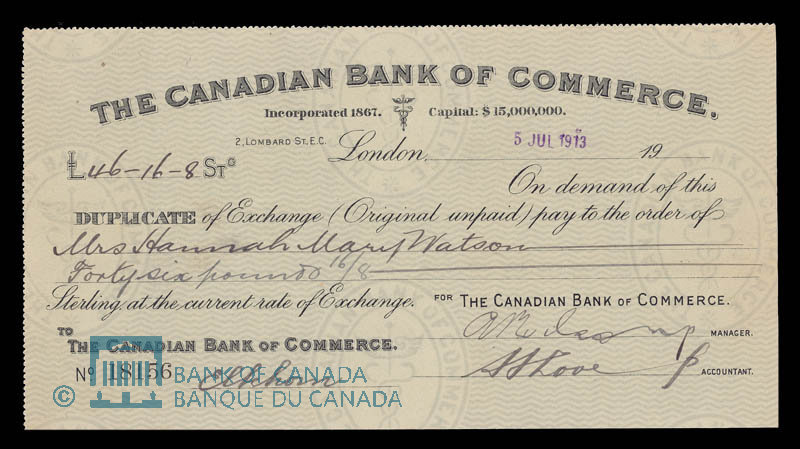 THE CANADIAN BANK OF COMMERCE.
Incorporated 1867. Capital: $15,000,000.
2, LOMBARD ST, E.C. London, 5 JUL 1913 19
£46-16-8 STG
On demand of this
DUPLICATE of Exchange (Original unpaid) pay to the order of
Mrs Hannah Mary Watson
Forty six pounds 16/8
Sterling, at the current rate of Exchange. FOR THE CANADIAN BANK OF COMMERCE.
MANAGER.
TO
THE CANADIAN BANK OF COMMERCE.
ACCOUNTANT.
No 18156
© BANK OF CANADA
BANQUE DU CANADA